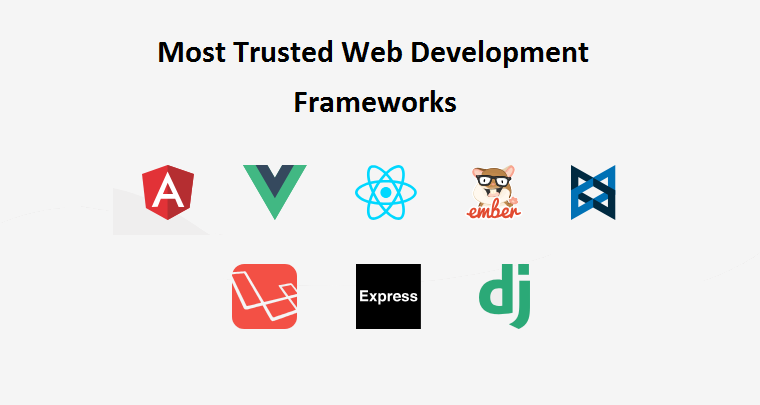 Most Trusted Web Development
Frameworks
A
ember
Express
dj